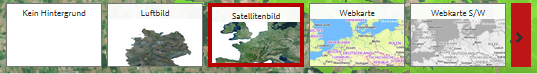 Kein Hintergrund
Luftbild
Satellitenbild
Webkarte
Webkarte S/W